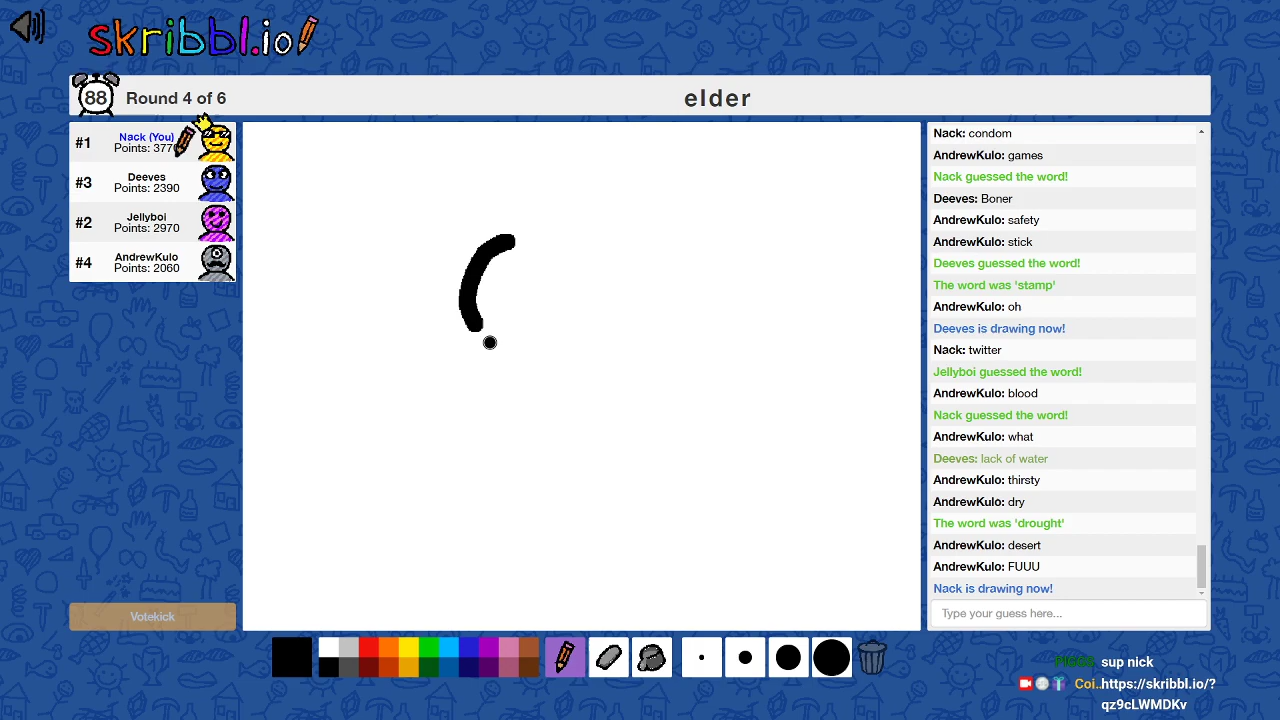 skribbl.io
88
Round 4 of 6
elder
#1
Nack (You)
Points: 3770
#3
Deeves
Points: 2390
#2
Jellyboi
Points: 2970
#4
AndrewKulo
Points: 2060
Votekick
Nack: condom
AndrewKulo: games
Nack guessed the word!
Deeves: Boner
AndrewKulo: safety
AndrewKulo: stick
Deeves guessed the word!
The word was 'stamp'
AndrewKulo: oh
Deeves is drawing now!
Nack: twitter
Jellyboi guessed the word!
AndrewKulo: blood
Nack guessed the word!
AndrewKulo: what
Deeves: lack of water
AndrewKulo: thirsty
AndrewKulo: dry
The word was 'drought'
AndrewKulo: desert
AndrewKulo: FUUU
Nack is drawing now!
Type your guess here...
sup nick
Coi..https://skribbl.io/?
qz9cLWMDKv